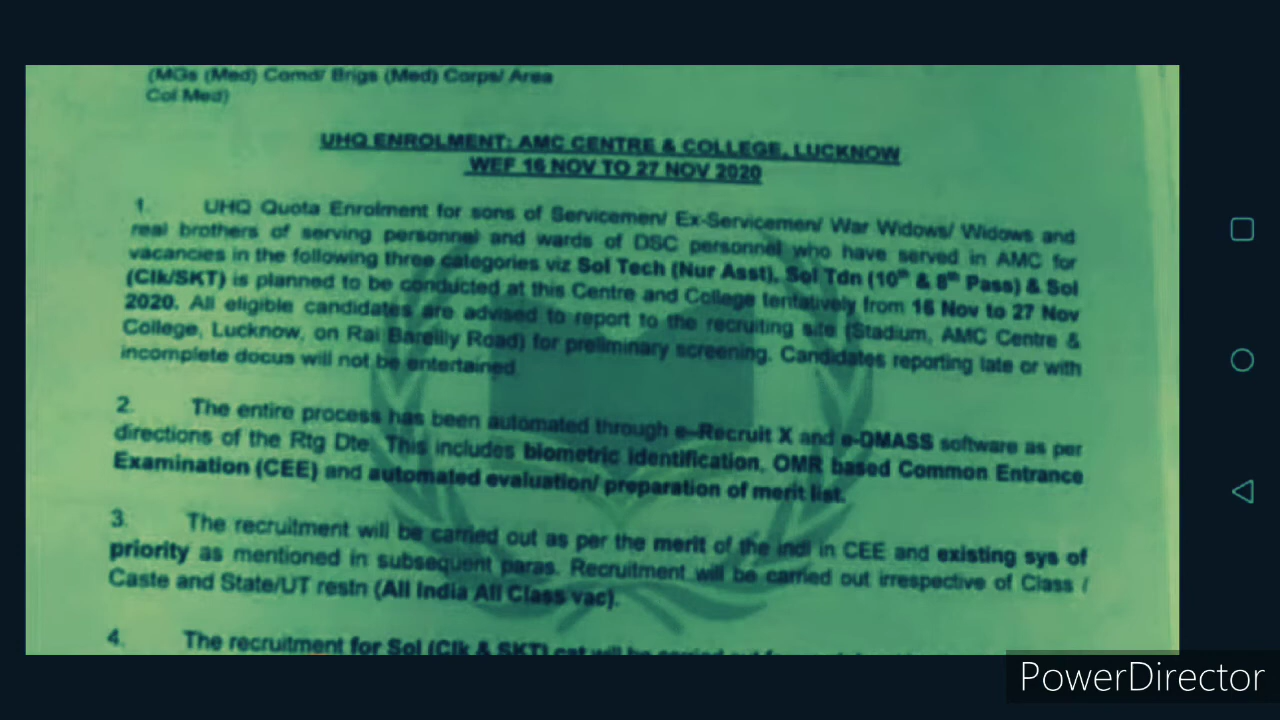 (MGs (Med) Comd/ Brigs (Med) Corps/ Area
Col Med)
UHQ ENROLMENT: AMC CENTRE & COLLEGE, LUCKNOW
WEF 16 NOV TO 27 NOV 2020
1. UHQ Quota Enrolment for sons of Servicemen/ Ex-Servicemen/ War Widows/ Widows and
real brothers of serving personnel and wards of DSC personnel who have served in AMC for
vacancies in the following three categories viz Sol Tech (Nur Asst), Sol Tdn (10th & 8th Pass) & Sol
(Clk/SKT) is planned to be conducted at this Centre and College tentatively from 16 Nov to 27 Nov
2020. All eligible candidates are advised to report to the recruiting site (Stadium, AMC Centre &
College, Lucknow, on Rai Bareilly Road) for preliminary screening. Candidates reporting late or with
incomplete docus will not be entertained
2. The entire process has been automated through e-Recruit X and e-DMASS software as per
directions of the Rtg Dte. This includes biometric identification, OMR based Common Entrance
Examination (CEE) and automated evaluation/ preparation of merit list.
3. The recruitment will be carried out as per the merit of the indl in CEE and existing sys of
priority as mentioned in subsequent paras. Recruitment will be carried out irrespective of Class /
Caste and State/UT restn (All India All Class vac).
4. The recruitment for Sol (Clk & SKT) cat will be carried out
PowerDirector